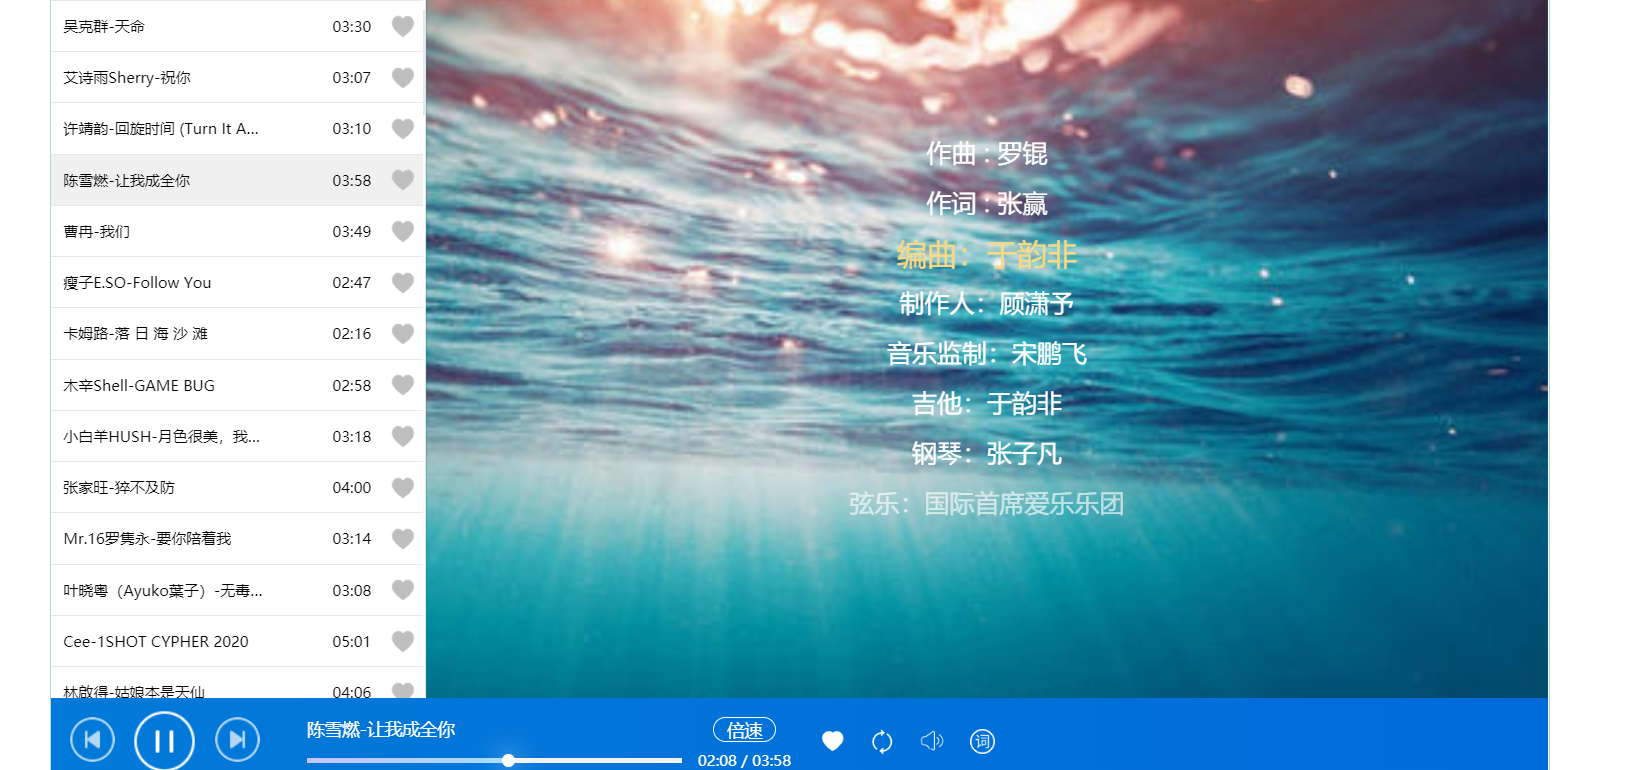 吴克群-天命 03:30
艾诗雨Sherry-祝你 03:07
许靖韵-回旋时间 (Turn It A... 03:10
陈雪燃-让我成全你 03:58
曹冉-我们 03:49
瘦子E.SO-Follow You 02:47
卡姆路-落 日 海 沙 滩 02:16
木辛Shell-GAME BUG 02:58
小白羊HUSH-月色很美，我... 03:18
张家旺-猝不及防 04:00
Mr.16罗隽永-要你陪着我 03:14
叶晓粤（Ayuko葉子）-无毒... 03:08
Cee-1SHOT CYPHER 2020 05:01
林啟得-姑娘本是天仙 04:06
作曲 : 罗锟
作词 : 张赢
编曲：于韵非
制作人：顾潇予
音乐监制：宋鹏飞
吉他：于韵非
钢琴：张子凡
弦乐：国际首席爱乐乐团
陈雪燃-让我成全你
倍速
02:08 / 03:58
词